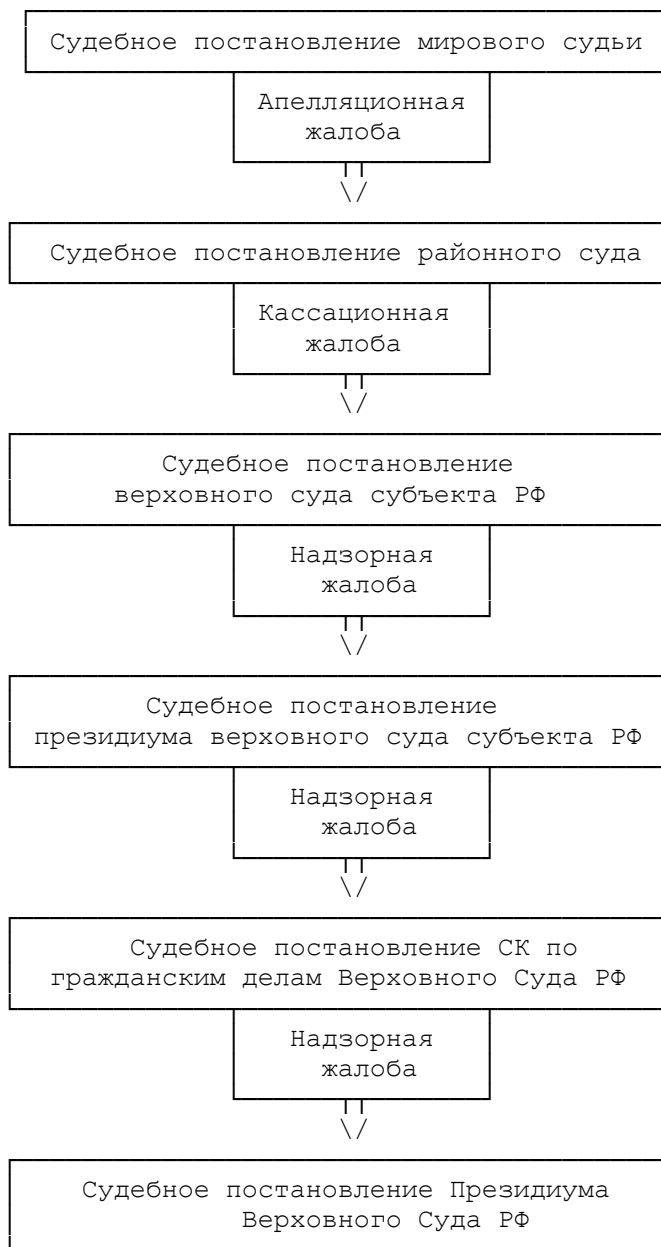 Судебное постановление мирового судьи
Апелляционная
жалоба
Судебное постановление районного суда
Кассационная
жалоба
Судебное постановление
верховного суда субъекта РФ
Надзорная
жалоба
Судебное постановление
президиума верховного суда субъекта РФ
Надзорная
жалоба
Судебное постановление СК по
гражданским делам Верховного Суда РФ
Надзорная
жалоба
Судебное постановление Президиума
Верховного Суда РФ